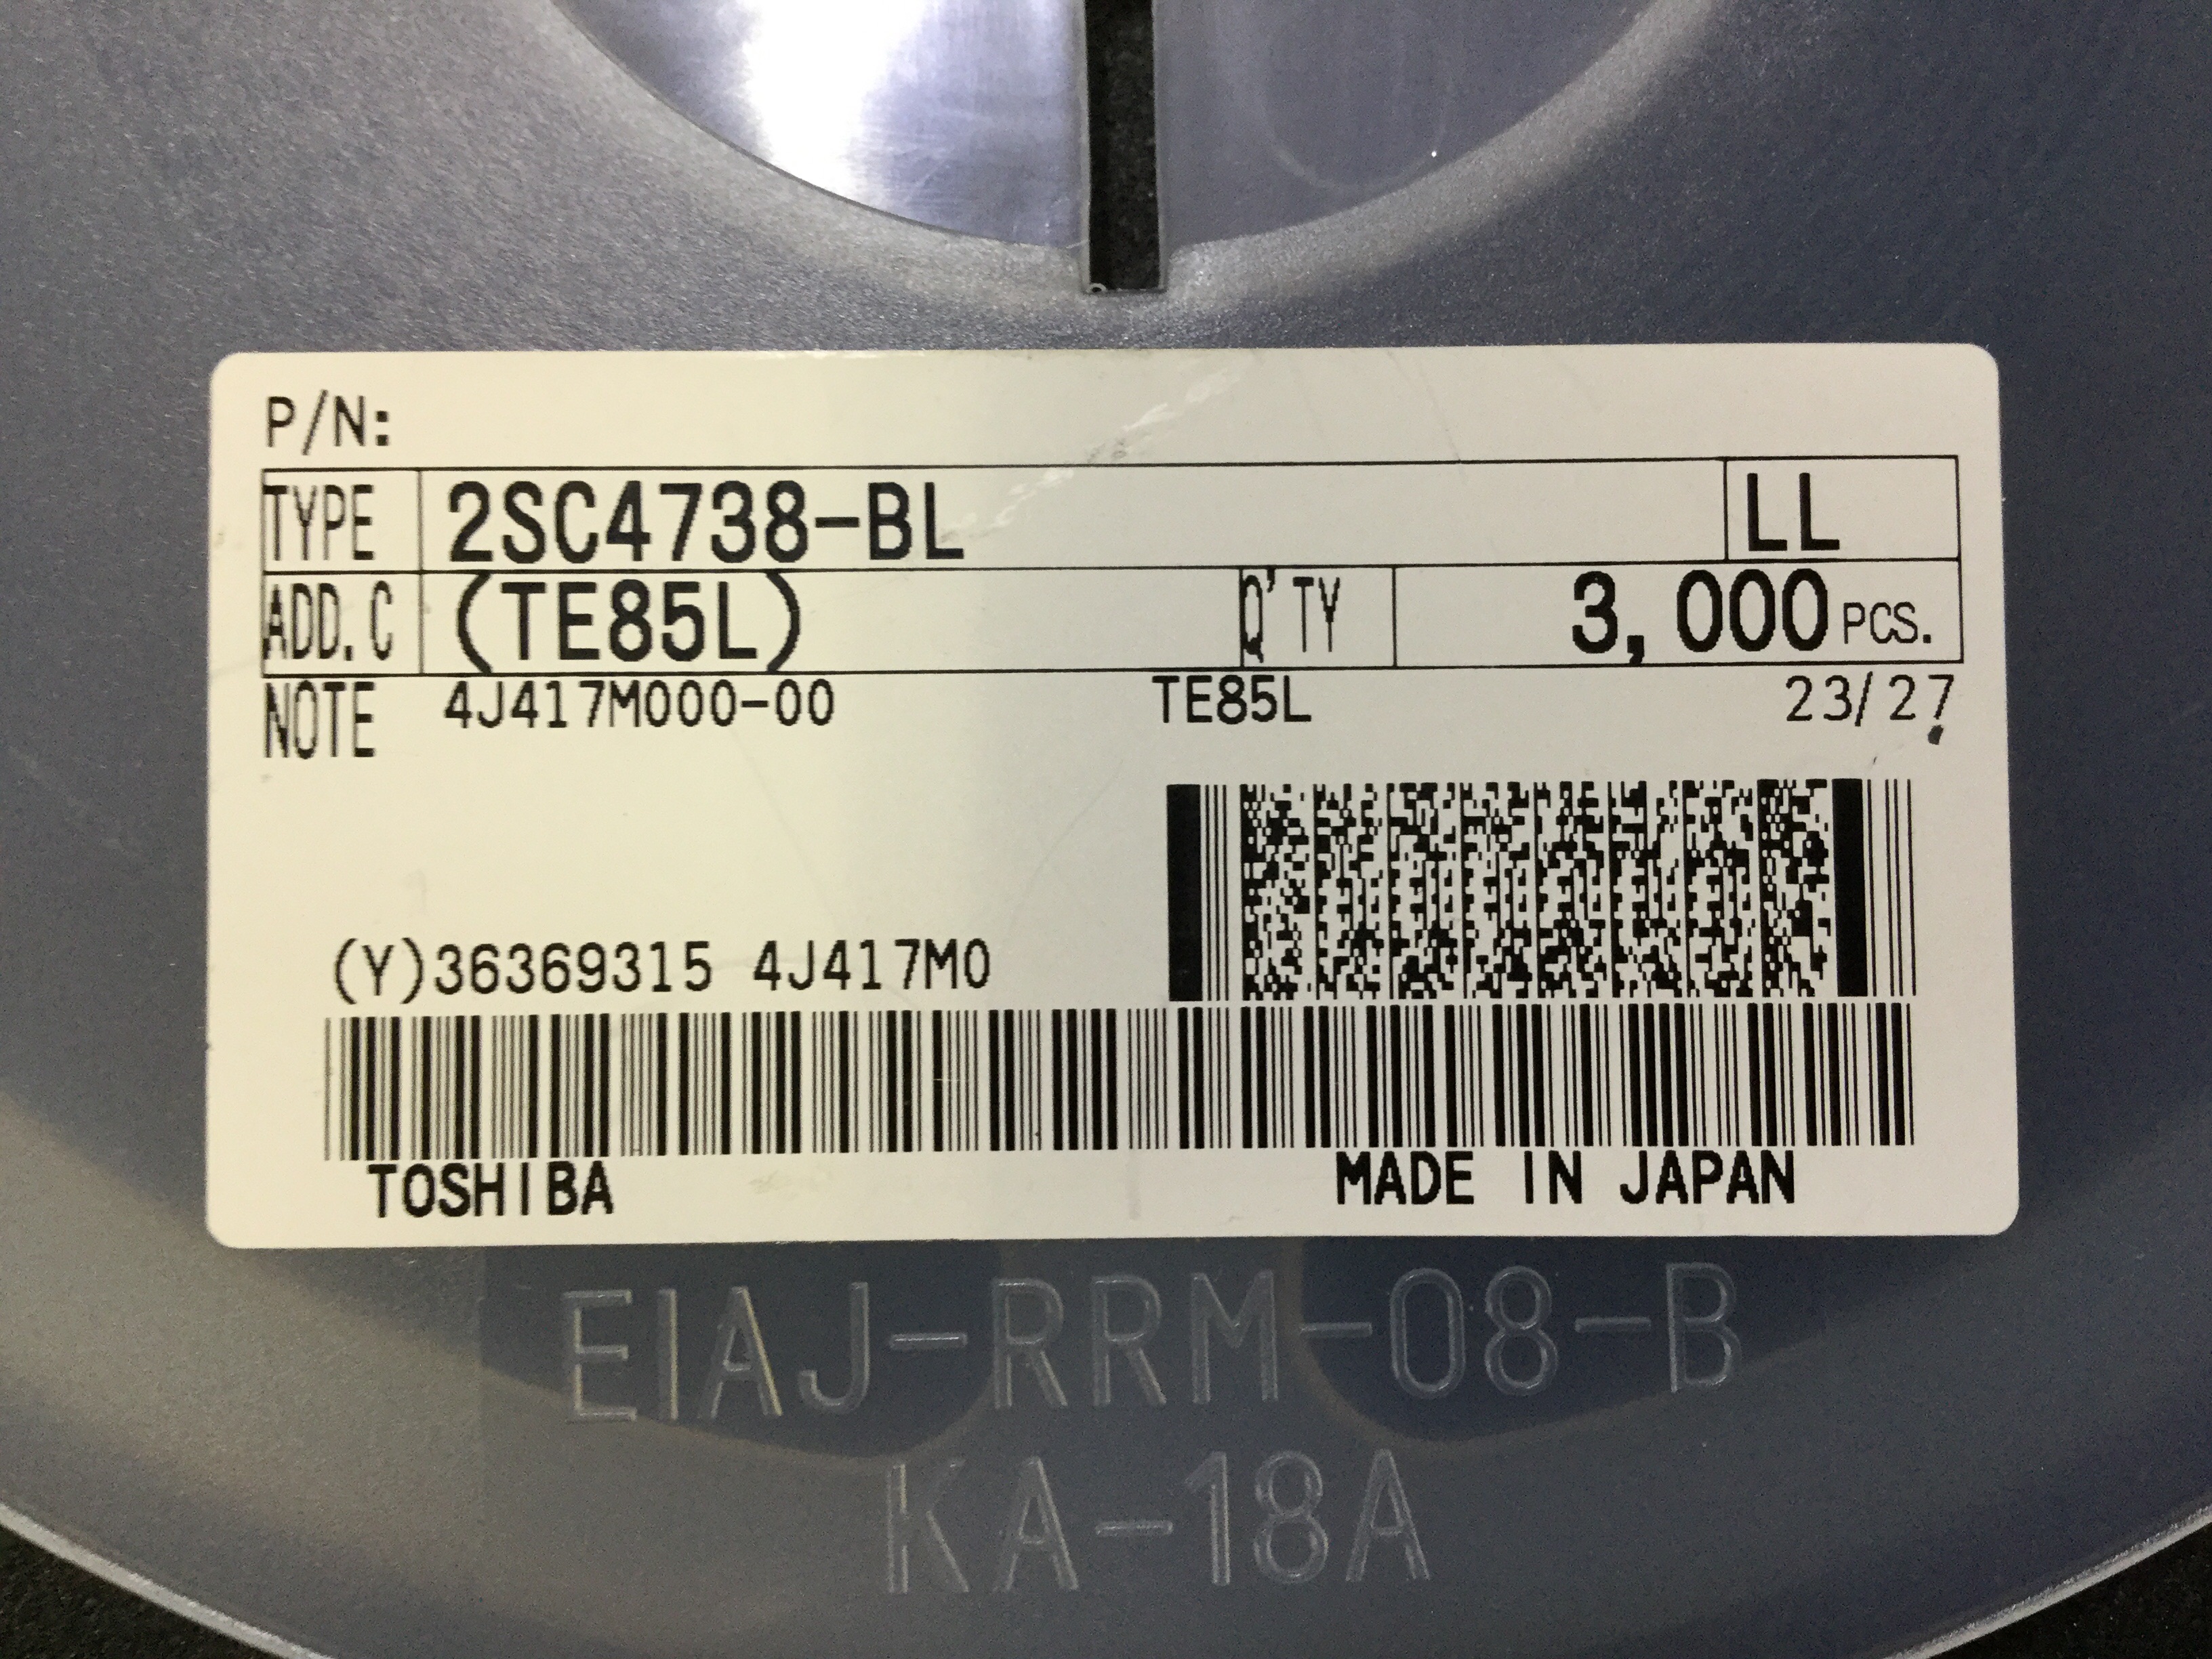 P/N:
TYPE 2SC4738-BL LL
ADD.C (TE85L) Q'TY 3,000 PCS.
NOTE 4J417M000-00 TE85L 23/27
(Y)36369315 4J417M0
TOSHIBA MADE IN JAPAN
EIAJ-RRM-08-B
KA-18A